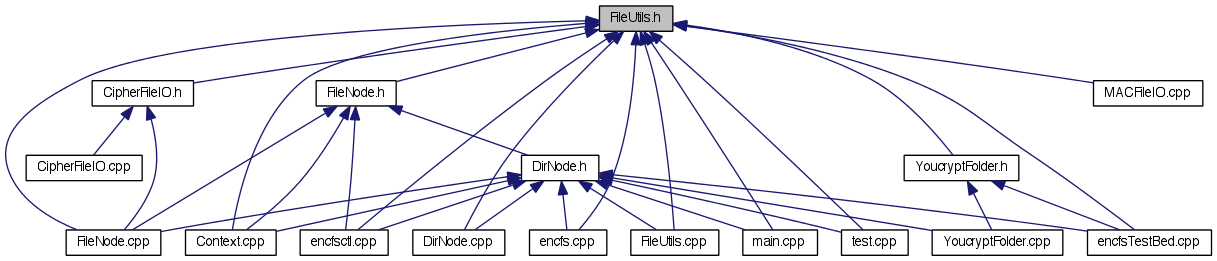 FileUtils.h
CipherFileIO.h
FileNode.h
MACFileIO.cpp
CipherFileIO.cpp
DirNode.h
YoucryptFolder.h
FileNode.cpp
Context.cpp
encfsctl.cpp
DirNode.cpp
encfs.cpp
FileUtils.cpp
main.cpp
test.cpp
YoucryptFolder.cpp
encfsTestBed.cpp